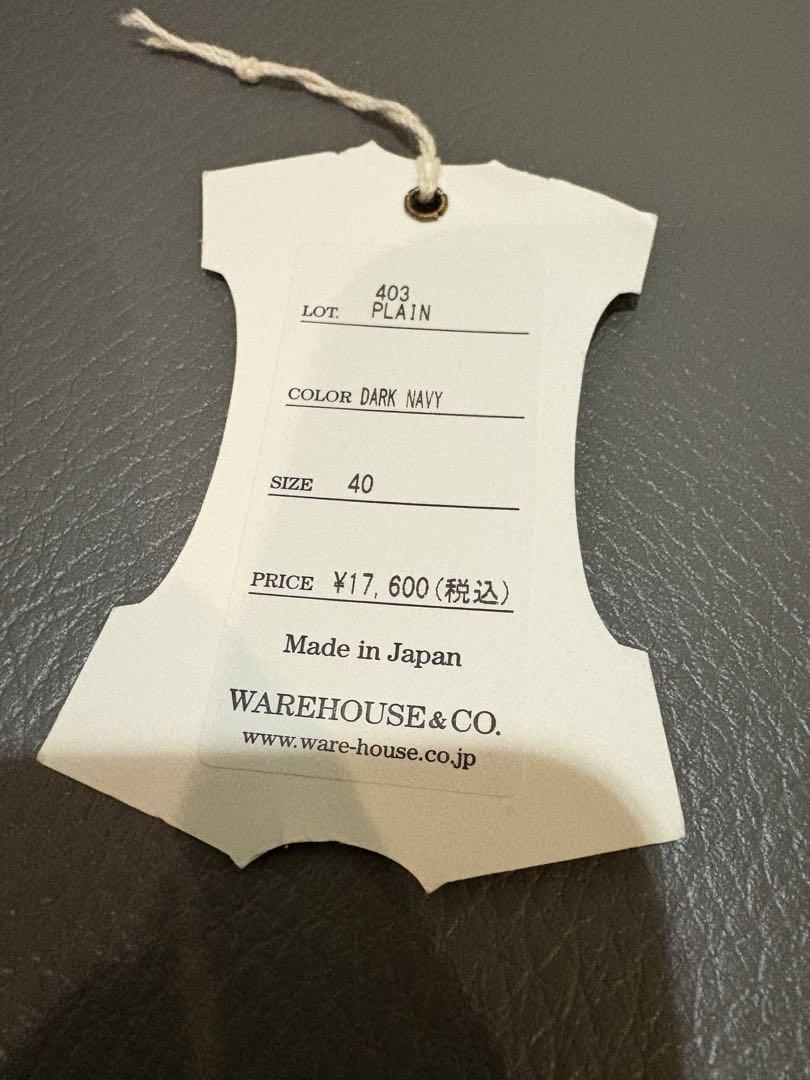 403
LOT. PLAIN
COLOR DARK NAVY
SIZE 40
PRICE ¥17,600(税込)
Made in Japan
WAREHOUSE&CO.
www.ware-house.co.jp